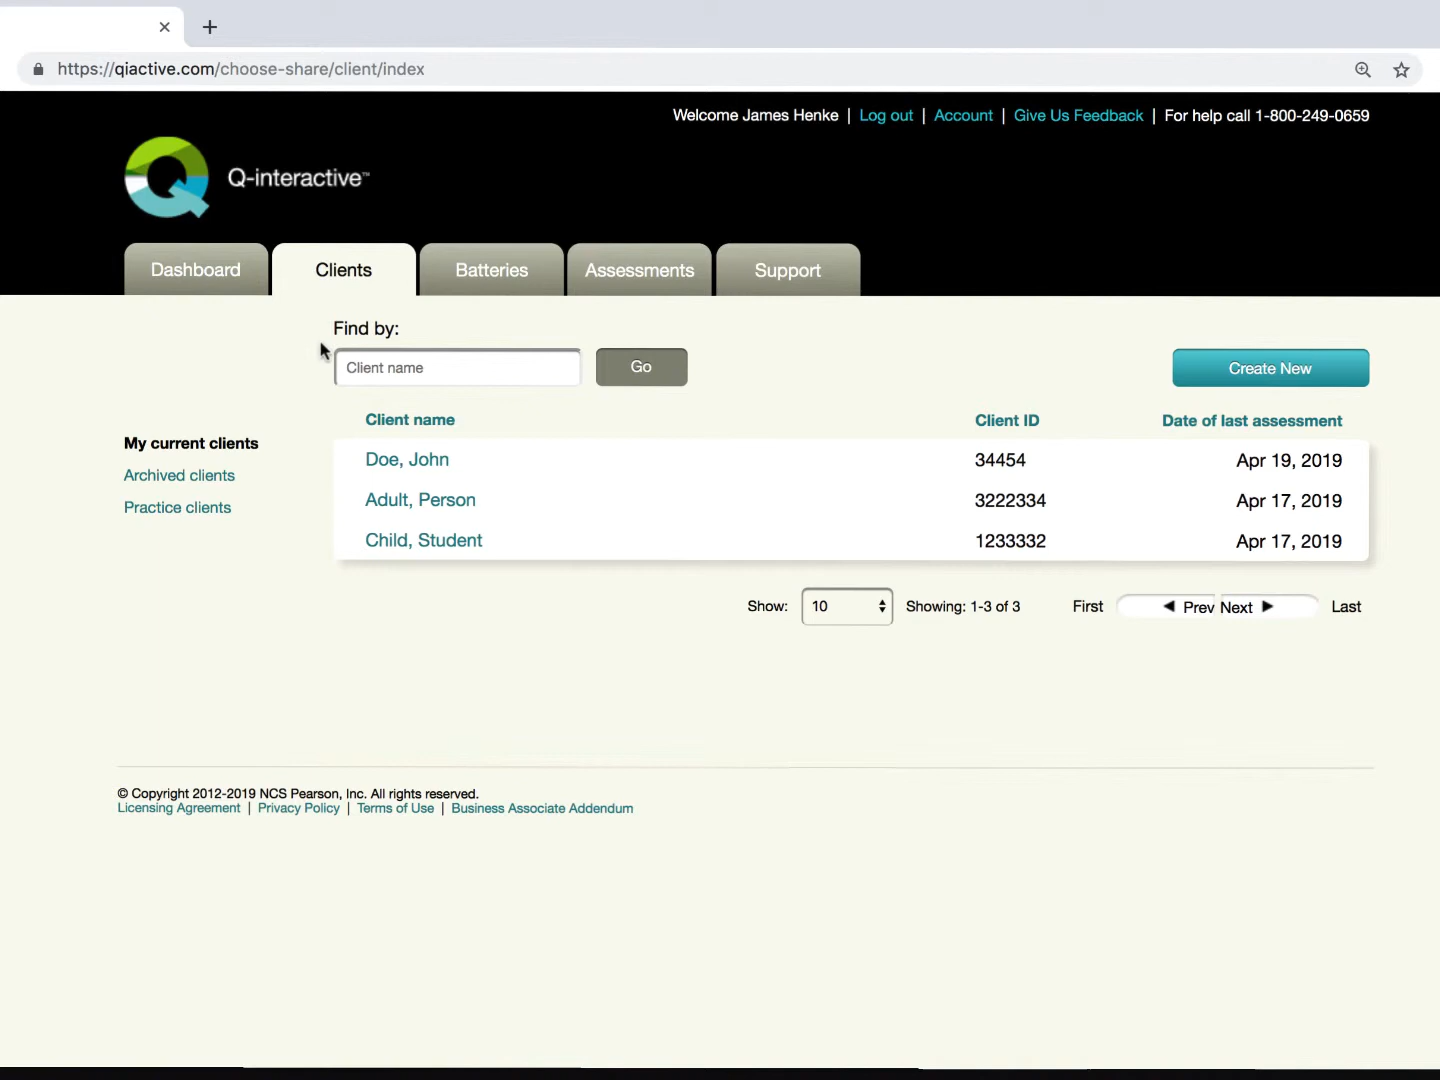 https://qiactive.com/choose-share/client/index
Welcome James Henke | Log out | Account | Give Us Feedback | For help call 1-800-249-0659
Q-interactive™
Dashboard Clients Batteries Assessments Support
Find by:
Client name Go Create New
Client name Client ID Date of last assessment
My current clients
Doe, John 34454 Apr 19, 2019
Archived clients
Adult, Person 3222334 Apr 17, 2019
Practice clients
Child, Student 1233332 Apr 17, 2019
Show: 10 Showing: 1-3 of 3 First ◀ Prev Next ▶ Last
© Copyright 2012-2019 NCS Pearson, Inc. All rights reserved.
Licensing Agreement | Privacy Policy | Terms of Use | Business Associate Addendum